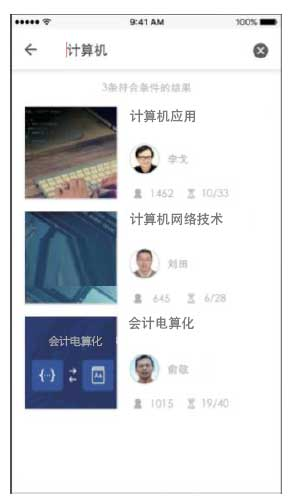 9:41 AM 100%
计算机
3条符合条件的结果
计算机应用
李戈
1462 10/33
计算机网络技术
刘田
645 6/28
会计电算化
会计电算化
俞敬
1015 19/40